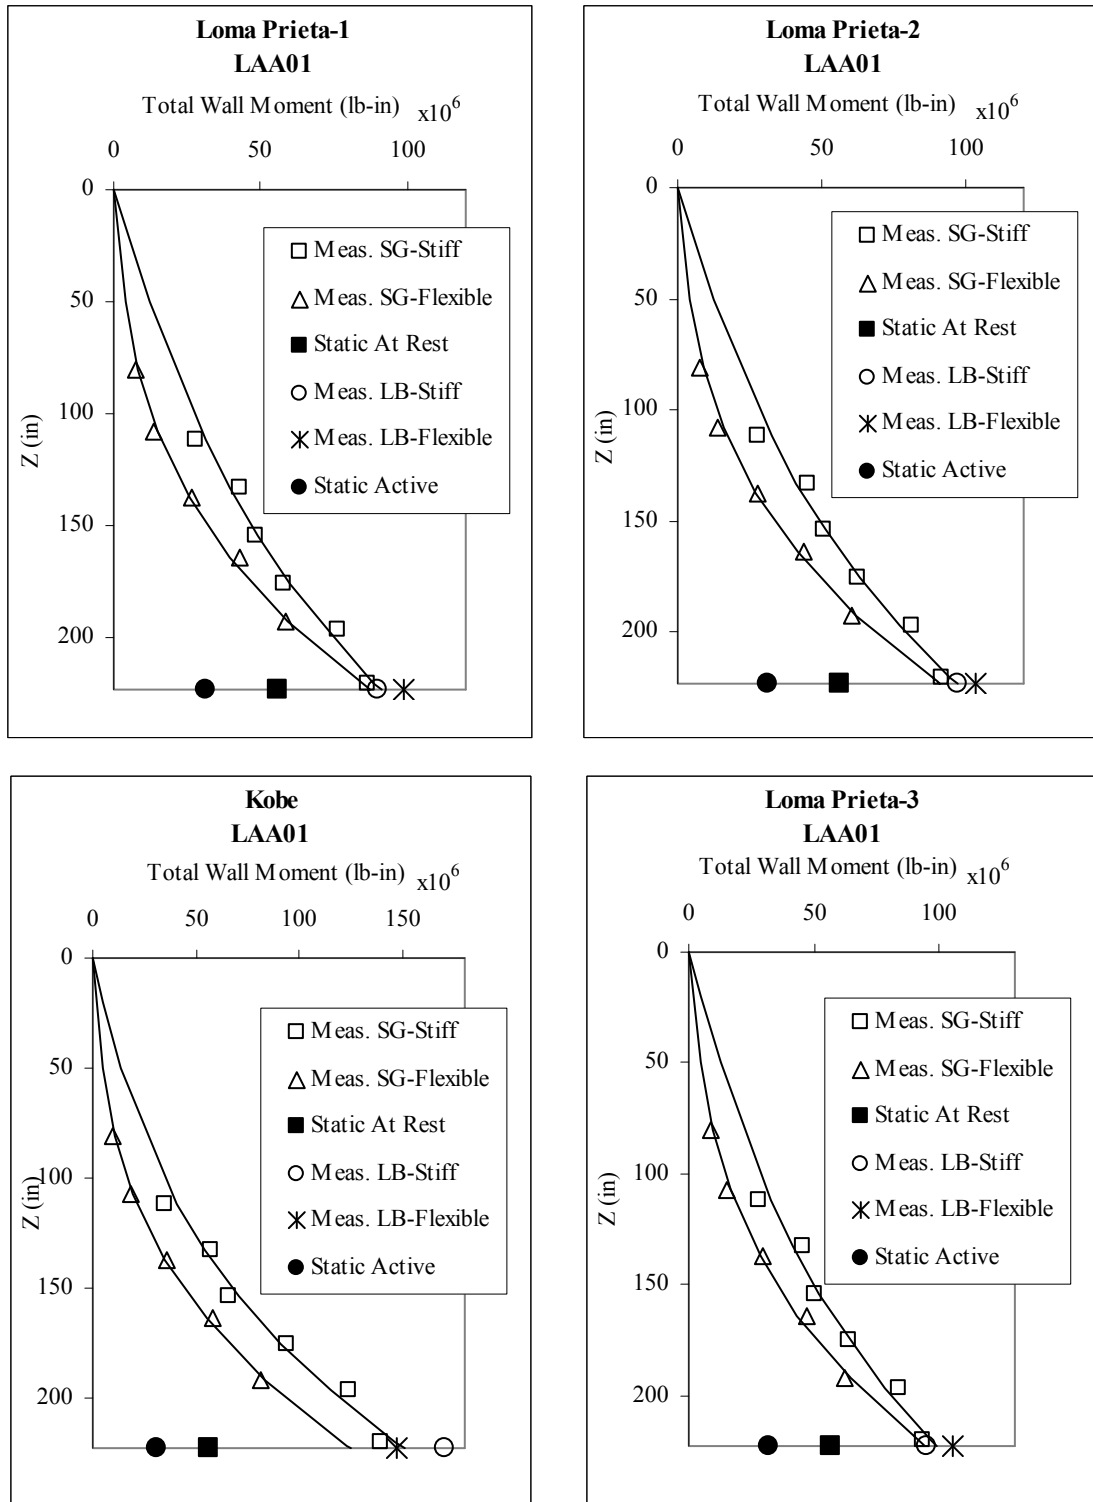 Loma Prieta-1
LAA01
Total Wall Moment (lb-in) x10^6
0 50 100
0
50
100
150
200
Z (in)
Meas. SG-Stiff
Meas. SG-Flexible
Static At Rest
Meas. LB-Stiff
Meas. LB-Flexible
Static Active
Loma Prieta-2
LAA01
Total Wall Moment (lb-in) x10^6
0 50 100
0
50
100
150
200
Z (in)
Meas. SG-Stiff
Meas. SG-Flexible
Static At Rest
Meas. LB-Stiff
Meas. LB-Flexible
Static Active
Kobe
LAA01
Total Wall Moment (lb-in) x10^6
0 50 100 150
0
50
100
150
200
Z (in)
Meas. SG-Stiff
Meas. SG-Flexible
Static At Rest
Meas. LB-Stiff
Meas. LB-Flexible
Static Active
Loma Prieta-3
LAA01
Total Wall Moment (lb-in) x10^6
0 50 100
0
50
100
150
200
Z (in)
Meas. SG-Stiff
Meas. SG-Flexible
Static At Rest
Meas. LB-Stiff
Meas. LB-Flexible
Static Active